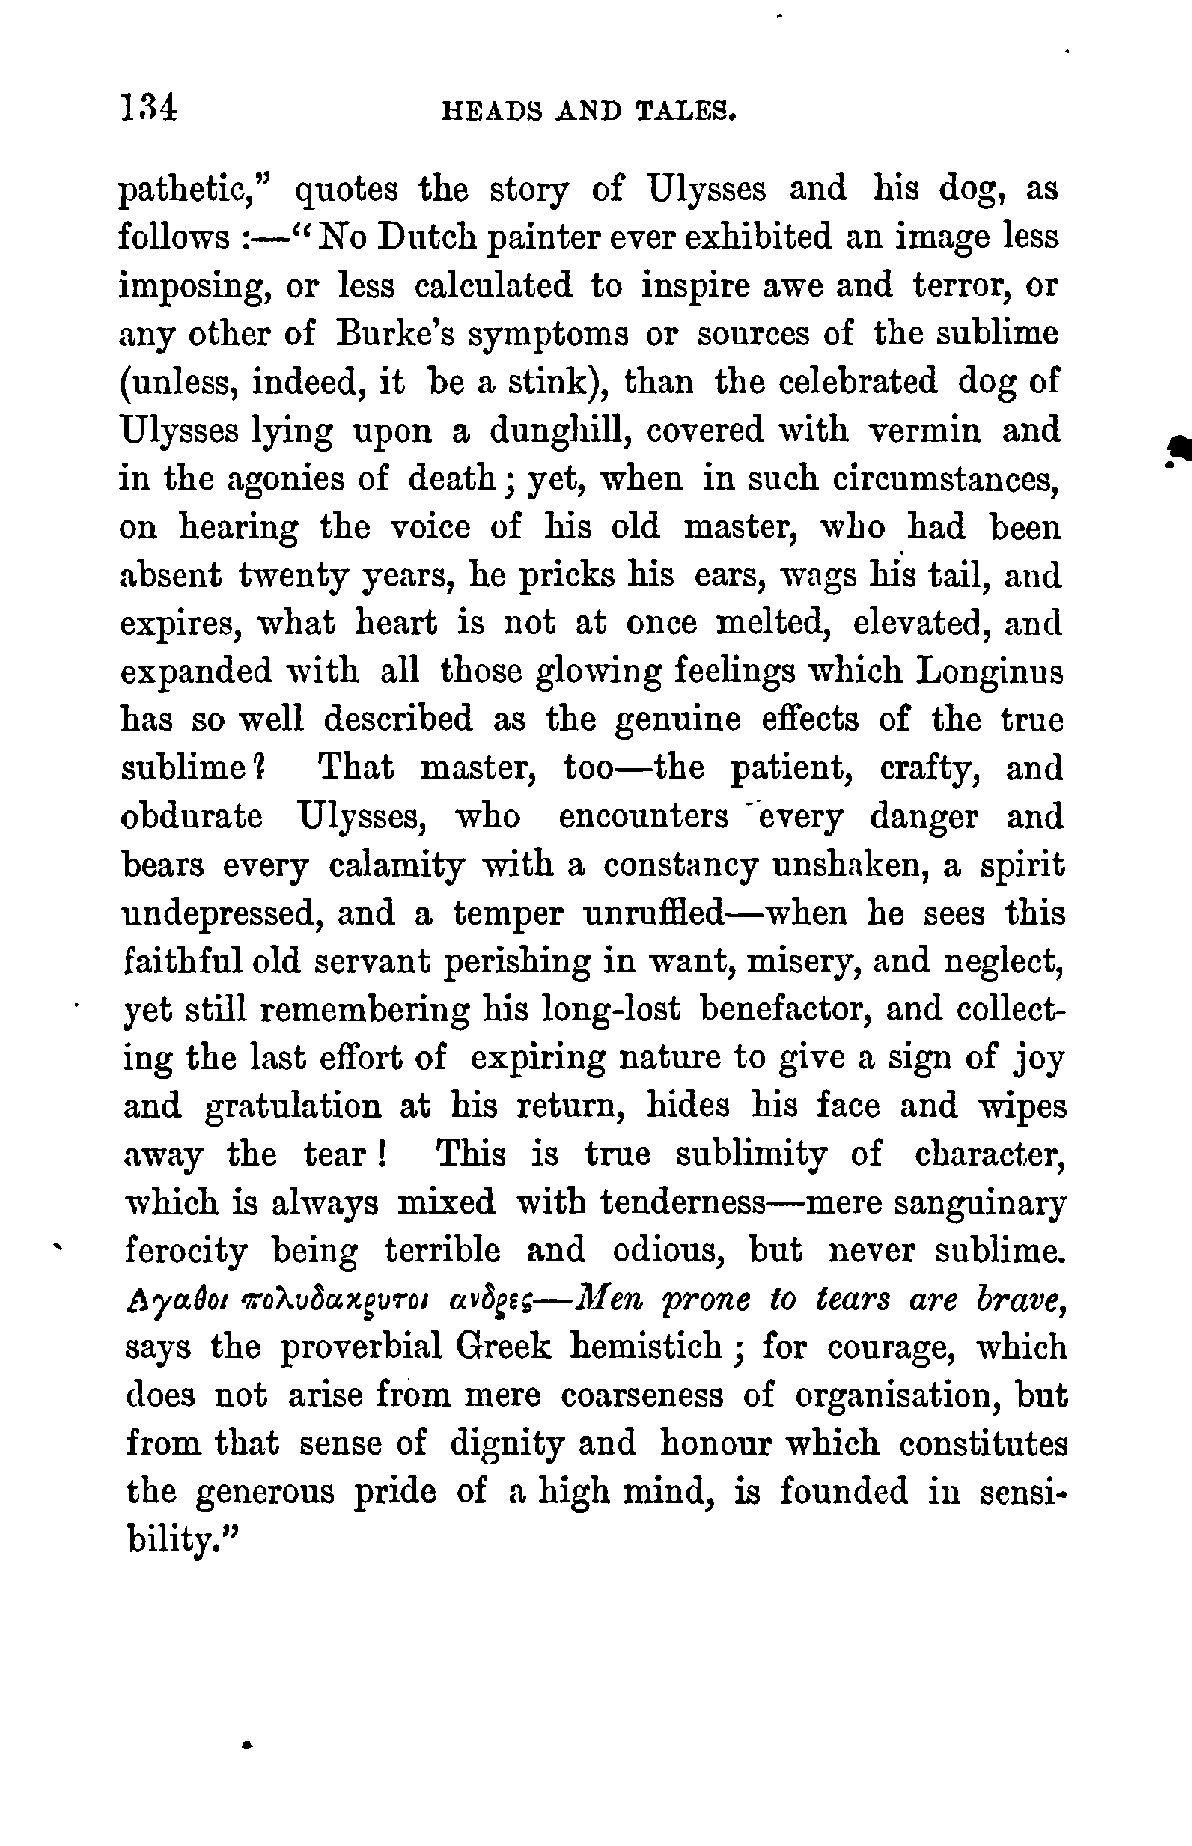 134 HEADS AND TALES.
pathetic," quotes the story of Ulysses and his dog, as
follows :—"No Dutch painter ever exhibited an image less
imposing, or less calculated to inspire awe and terror, or
any other of Burke's symptoms or sources of the sublime
(unless, indeed, it be a stink), than the celebrated dog of
Ulysses lying upon a dunghill, covered with vermin and
in the agonies of death; yet, when in such circumstances,
on hearing the voice of his old master, who had been
absent twenty years, he pricks his ears, wags his tail, and
expires, what heart is not at once melted, elevated, and
expanded with all those glowing feelings which Longinus
has so well described as the genuine effects of the true
sublime? That master, too—the patient, crafty, and
obdurate Ulysses, who encounters every danger and
bears every calamity with a constancy unshaken, a spirit
undepressed, and a temper unruffled—when he sees this
faithful old servant perishing in want, misery, and neglect,
yet still remembering his long-lost benefactor, and collect-
ing the last effort of expiring nature to give a sign of joy
and gratulation at his return, hides his face and wipes
away the tear! This is true sublimity of character,
which is always mixed with tenderness—mere sanguinary
ferocity being terrible and odious, but never sublime.
Αγαθοι πολυδακρυτοι ανδρες—Men prone to tears are brave,
says the proverbial Greek hemistich; for courage, which
does not arise from mere coarseness of organisation, but
from that sense of dignity and honour which constitutes
the generous pride of a high mind, is founded in sensi-
bility."